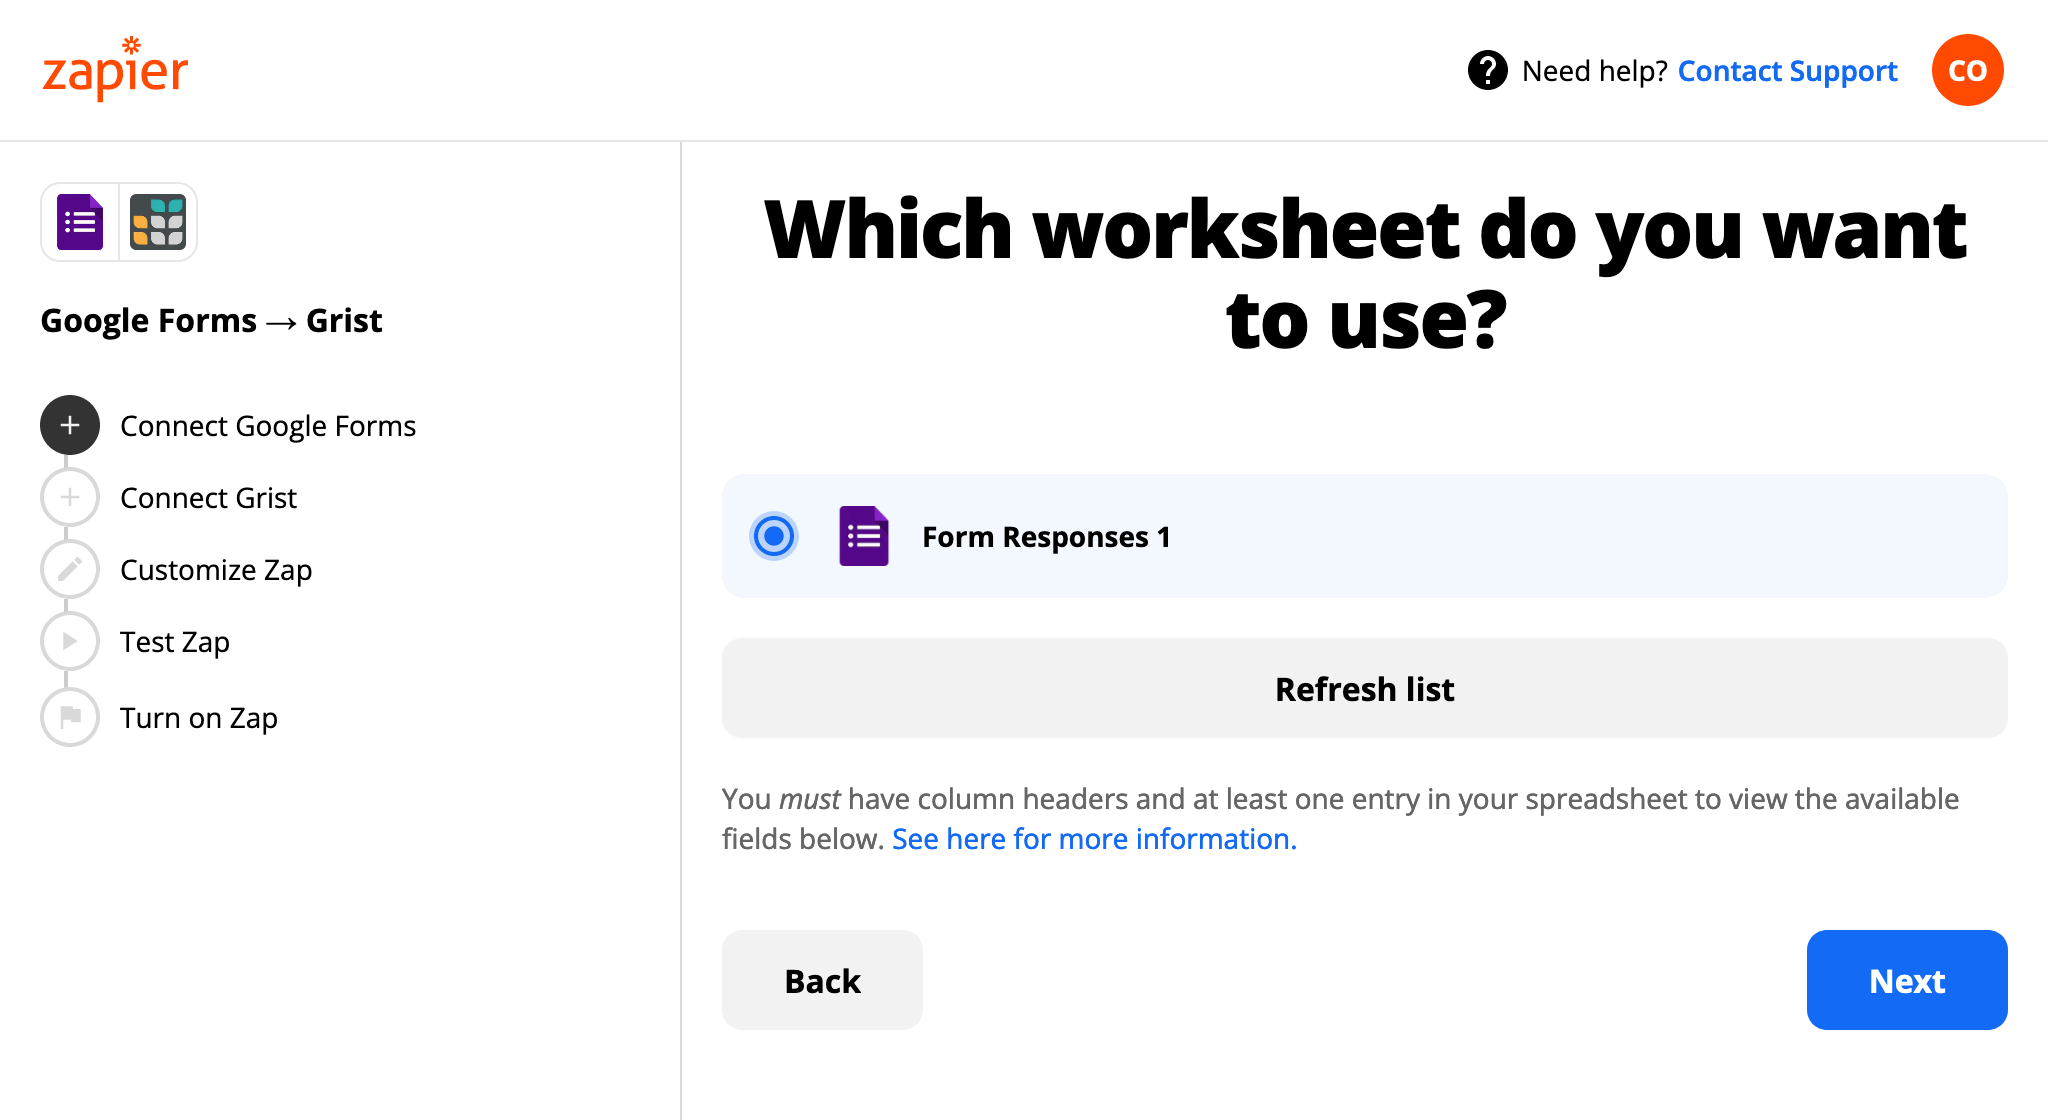 zapier
Need help? Contact Support
CO
Google Forms → Grist
Connect Google Forms
Connect Grist
Customize Zap
Test Zap
Turn on Zap
Which worksheet do you want
to use?
Form Responses 1
Refresh list
You must have column headers and at least one entry in your spreadsheet to view the available
fields below. See here for more information.
Back
Next